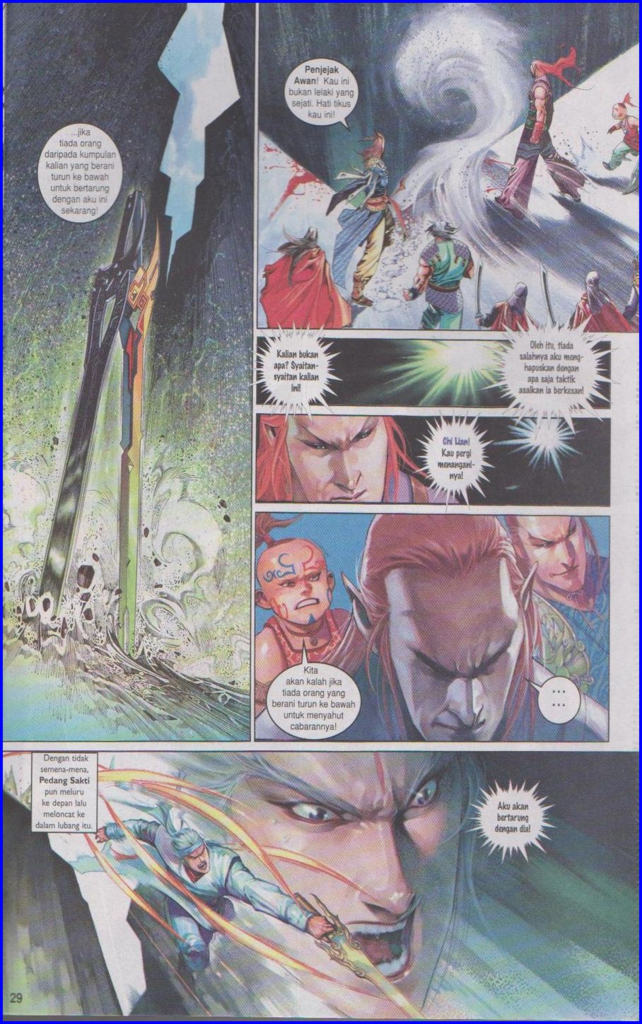 ...jika
tiada orang
daripada kumpulan
kalian yang berani
turun ke bawah
untuk bertarung
dengan aku ini
sekarang!
Penjejak
Awan! Kau ini
bukan lelaki yang
sejati. Hati tikus
kau ini!
Kalian bukan
apa? Syaitan-
syaitan kalian
ini!
Oleh itu, tiada
salahnya aku meng-
hapuskan dengan
apa saja taktik
asalkan ia berkesan!
Chi Lian!
Kau pergi
menangani-
nya!
Kita
akan kalah jika
tiada orang yang
berani turun ke bawah
untuk menyahut
cabarannya!
...
...
Dengan tidak
semena-mena,
Pedang Sakti
pun meluru
ke depan lalu
meloncat ke
dalam lubang itu.
Aku akan
bertarung
dengan dia!
29